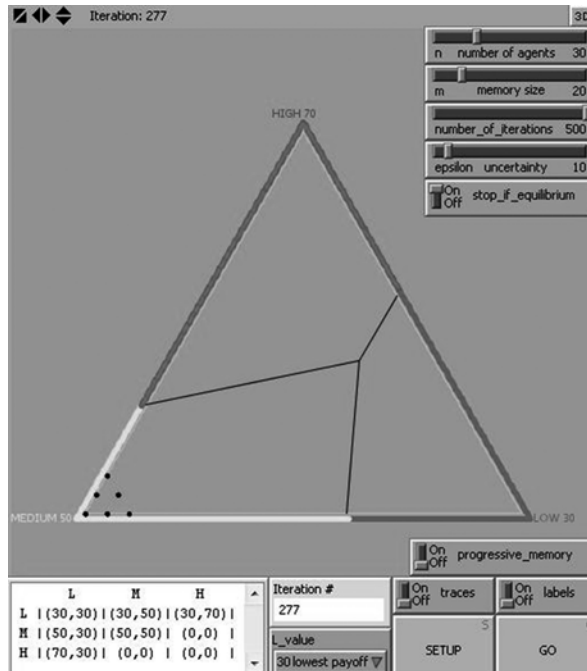 Iteration: 277
3D
n number of agents 30
m memory size 20
number_of_iterations 500
epsilon uncertainty 10
On
Off stop_if_equilibrium
HIGH 70
MEDIUM 50
LOW 30
On
Off progressive_memory
L M H
L |(30,30)|(30,50)|(30,70)|
M |(50,30)|(50,50)| (0,0) |
H |(70,30)| (0,0) | (0,0) |
Iteration #
277
L_value
30 lowest payoff
On
Off traces
On
Off labels
S
SETUP
GO